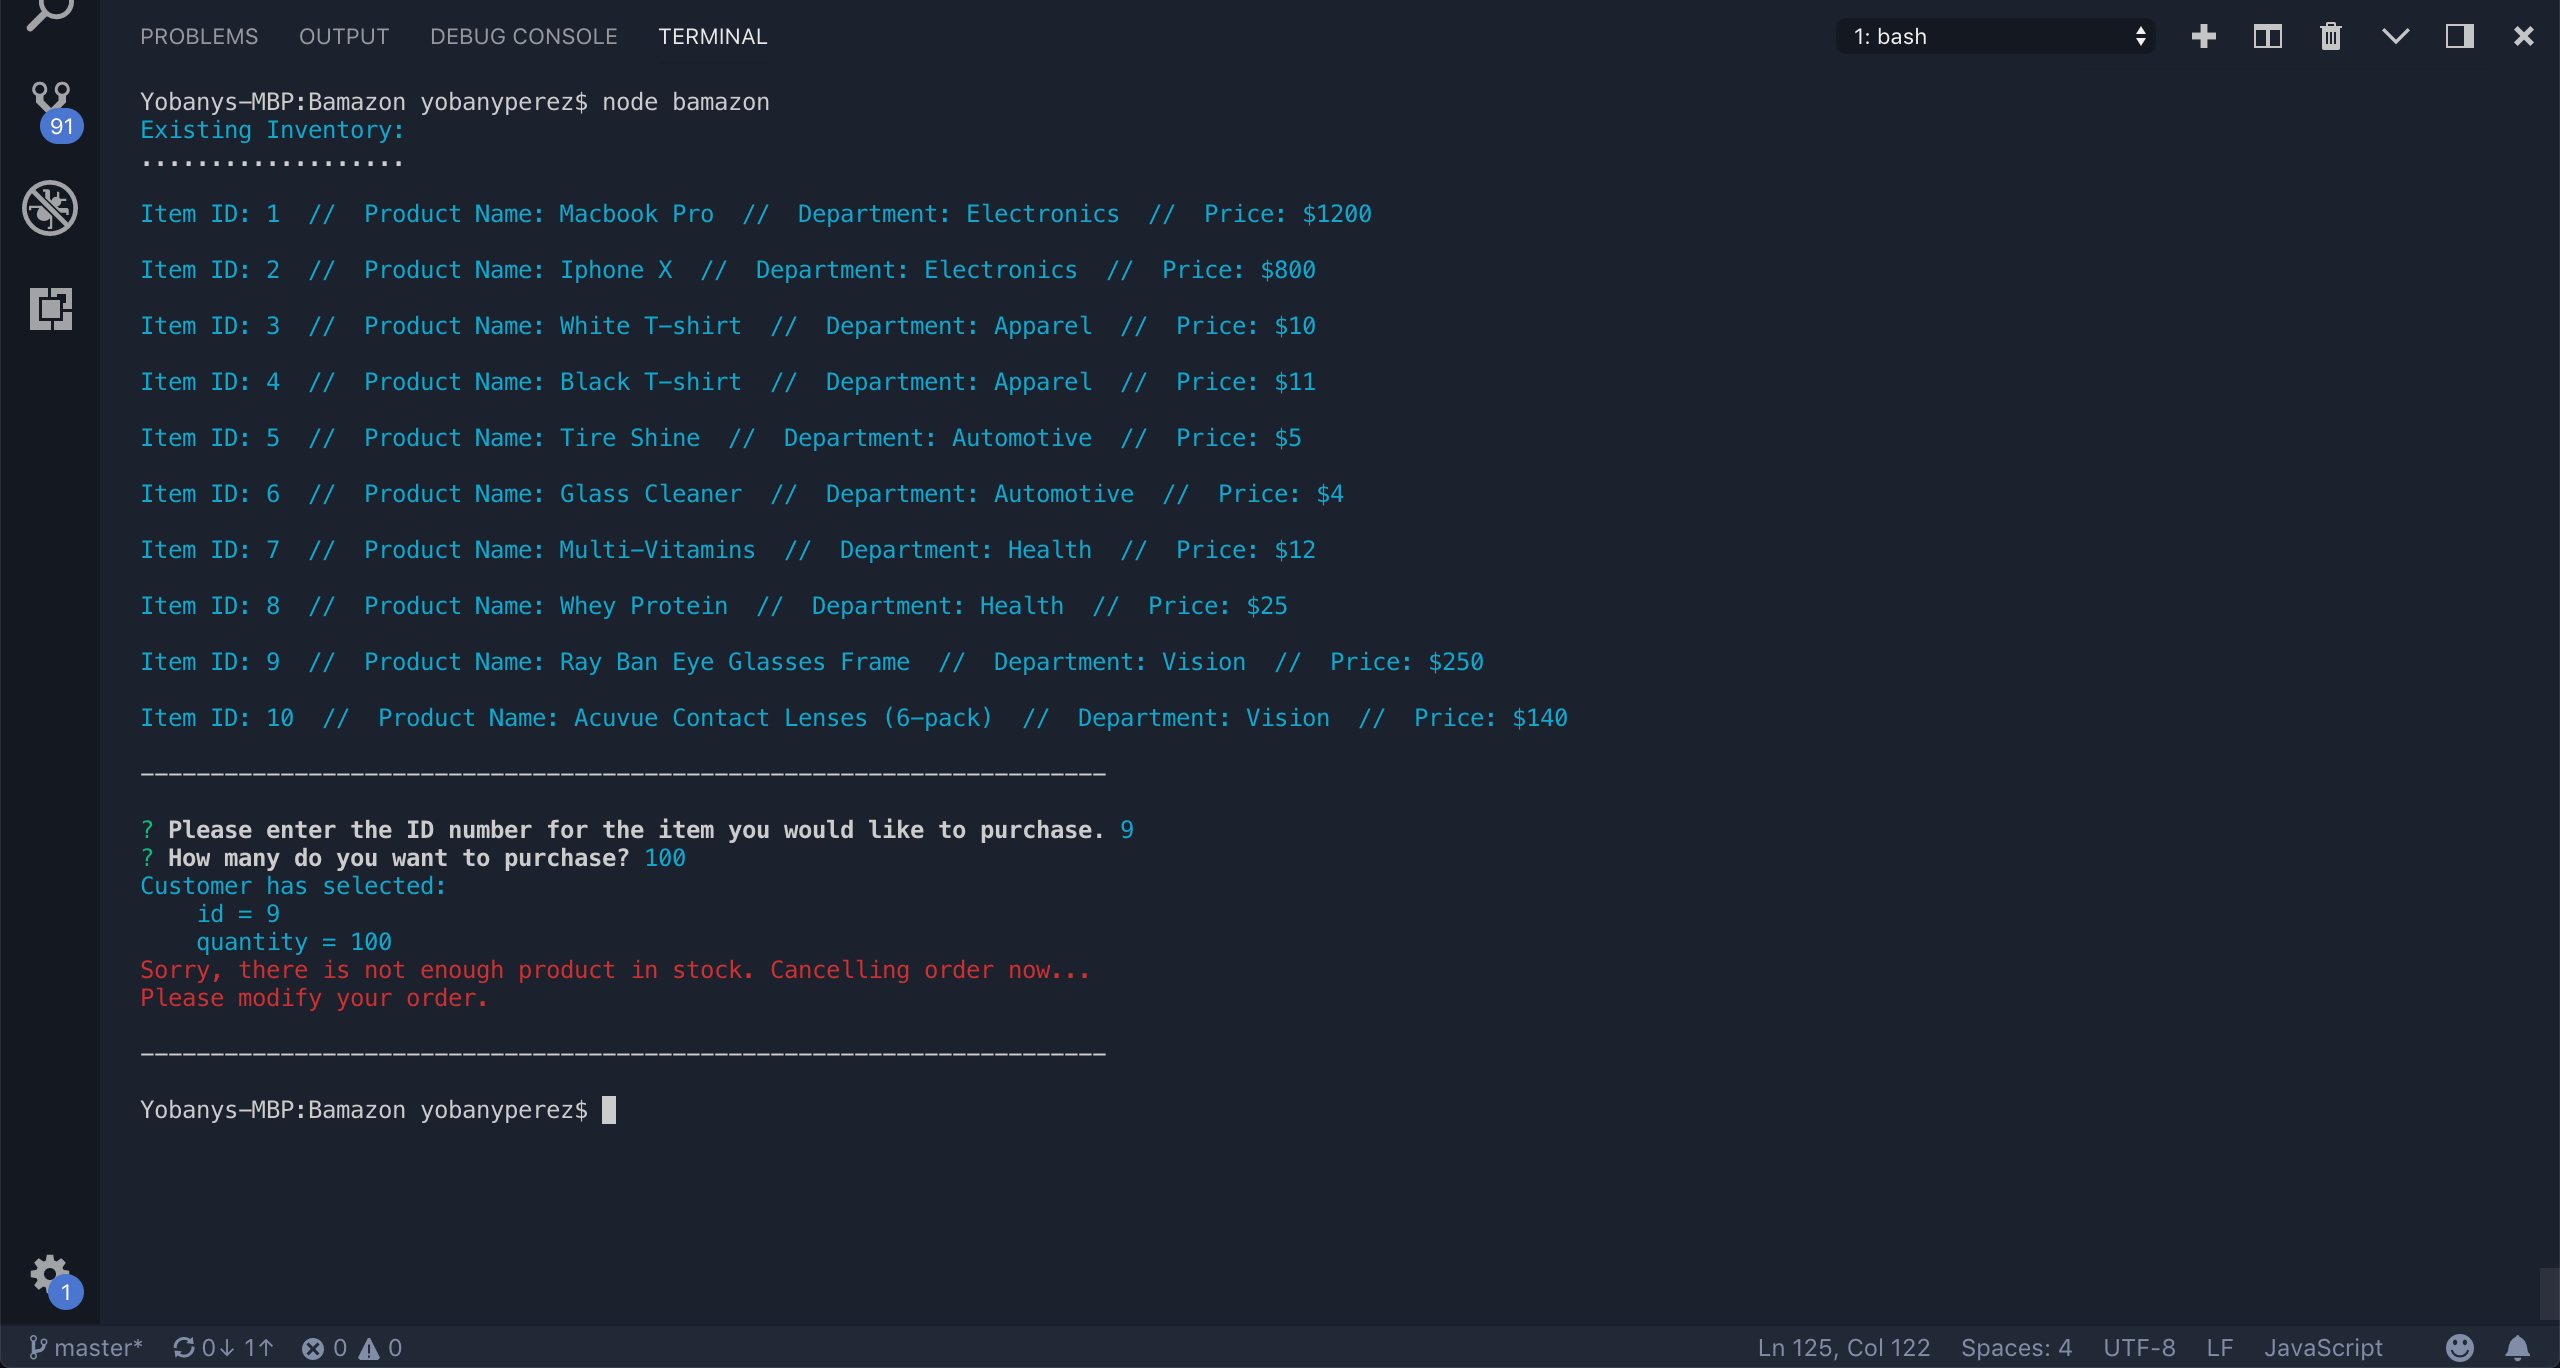 PROBLEMS OUTPUT DEBUG CONSOLE TERMINAL 1: bash
91
Yobanys-MBP:Bamazon yobanyperez$ node bamazon
Existing Inventory:
...................
Item ID: 1  //  Product Name: Macbook Pro  //  Department: Electronics  //  Price: $1200
Item ID: 2  //  Product Name: Iphone X  //  Department: Electronics  //  Price: $800
Item ID: 3  //  Product Name: White T-shirt  //  Department: Apparel  //  Price: $10
Item ID: 4  //  Product Name: Black T-shirt  //  Department: Apparel  //  Price: $11
Item ID: 5  //  Product Name: Tire Shine  //  Department: Automotive  //  Price: $5
Item ID: 6  //  Product Name: Glass Cleaner  //  Department: Automotive  //  Price: $4
Item ID: 7  //  Product Name: Multi-Vitamins  //  Department: Health  //  Price: $12
Item ID: 8  //  Product Name: Whey Protein  //  Department: Health  //  Price: $25
Item ID: 9  //  Product Name: Ray Ban Eye Glasses Frame  //  Department: Vision  //  Price: $250
Item ID: 10  //  Product Name: Acuvue Contact Lenses (6-pack)  //  Department: Vision  //  Price: $140
---------------------------------------------------------------------
? Please enter the ID number for the item you would like to purchase. 9
? How many do you want to purchase? 100
Customer has selected:
    id = 9
    quantity = 100
Sorry, there is not enough product in stock. Cancelling order now...
Please modify your order.
---------------------------------------------------------------------
Yobanys-MBP:Bamazon yobanyperez$
1
master* 0↓ 1↑ 0 0 Ln 125, Col 122 Spaces: 4 UTF-8 LF JavaScript